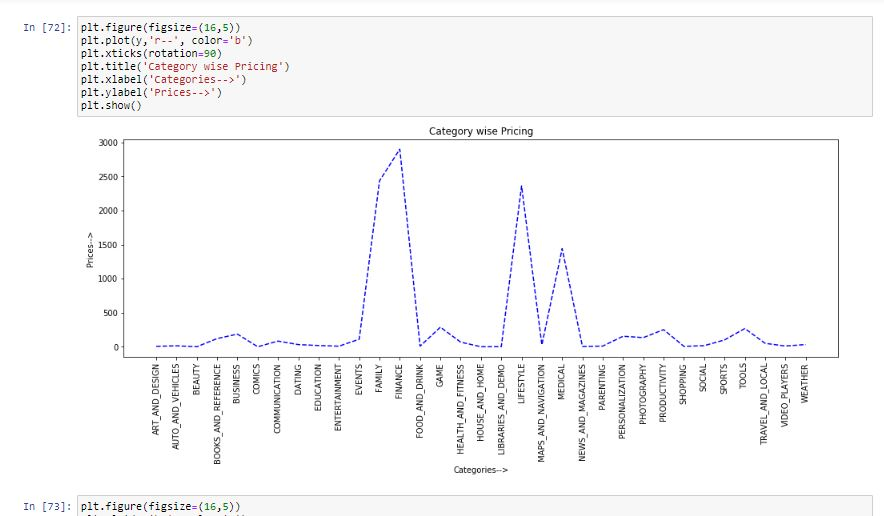 In [72]: plt.figure(figsize=(16,5))
plt.plot(y,'r--', color='b')
plt.xticks(rotation=90)
plt.title('Category wise Pricing')
plt.xlabel('Categories-->')
plt.ylabel('Prices-->')
plt.show()
Category wise Pricing
3000
2500
2000
1500
1000
500
0
Prices-->
ART_AND_DESIGN
AUTO_AND_VEHICLES
BEAUTY
BOOKS_AND_REFERENCE
BUSINESS
COMICS
COMMUNICATION
DATING
EDUCATION
ENTERTAINMENT
EVENTS
FAMILY
FINANCE
FOOD_AND_DRINK
GAME
HEALTH_AND_FITNESS
HOUSE_AND_HOME
LIBRARIES_AND_DEMO
LIFESTYLE
MAPS_AND_NAVIGATION
MEDICAL
NEWS_AND_MAGAZINES
PARENTING
PERSONALIZATION
PHOTOGRAPHY
PRODUCTIVITY
SHOPPING
SOCIAL
SPORTS
TOOLS
TRAVEL_AND_LOCAL
VIDEO_PLAYERS
WEATHER
Categories-->
In [73]: plt.figure(figsize=(16,5))